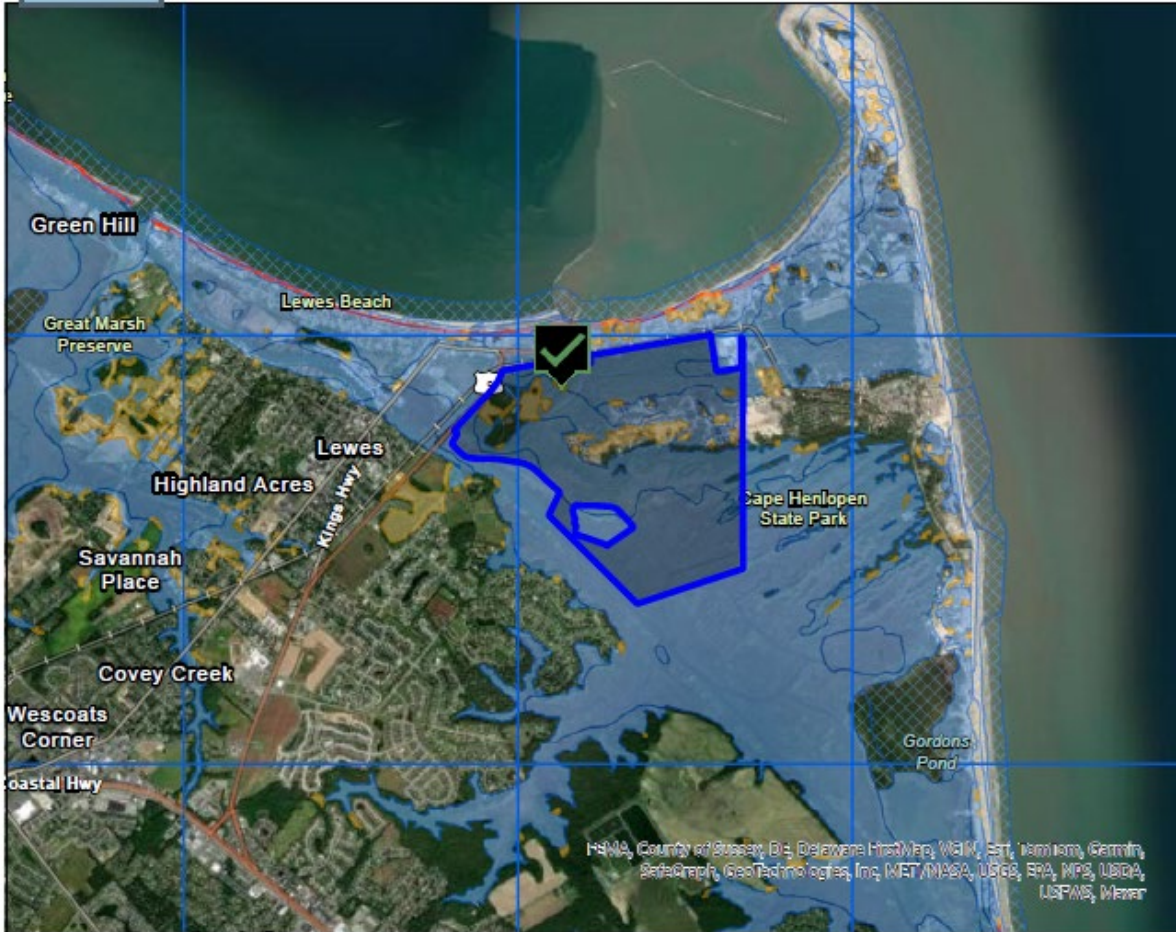 Green Hill
Lewes Beach
Great Marsh
Preserve
Lewes
Highland Acres
Kings Hwy
Cape Henlopen
State Park
Savannah
Place
Covey Creek
Wescoats
Corner
Gordons
Pond
Coastal Hwy
FEMA, County of Sussex, DE, Delaware FirstMap, VGIN, Esri, TomTom, Garmin,
SafeGraph, GeoTechnologies, Inc, METI/NASA, USGS, EPA, NPS, USDA,
USFWS, Maxar